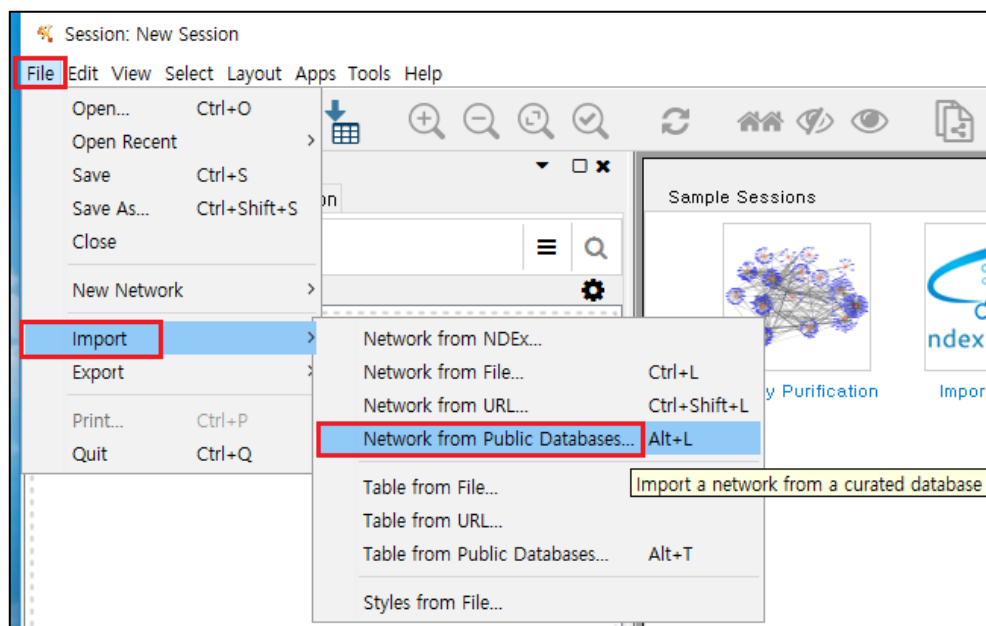 Session: New Session
File Edit View Select Layout Apps Tools Help
Open... Ctrl+O
Open Recent
Save Ctrl+S
Save As... Ctrl+Shift+S
Close
New Network
Import
Export
Print... Ctrl+P
Quit Ctrl+Q
Network from NDEx...
Network from File... Ctrl+L
Network from URL... Ctrl+Shift+L
Network from Public Databases... Alt+L
Import a network from a curated database
Table from File...
Table from URL...
Table from Public Databases... Alt+T
Styles from File...
Sample Sessions
ndex
y Purification
Impor